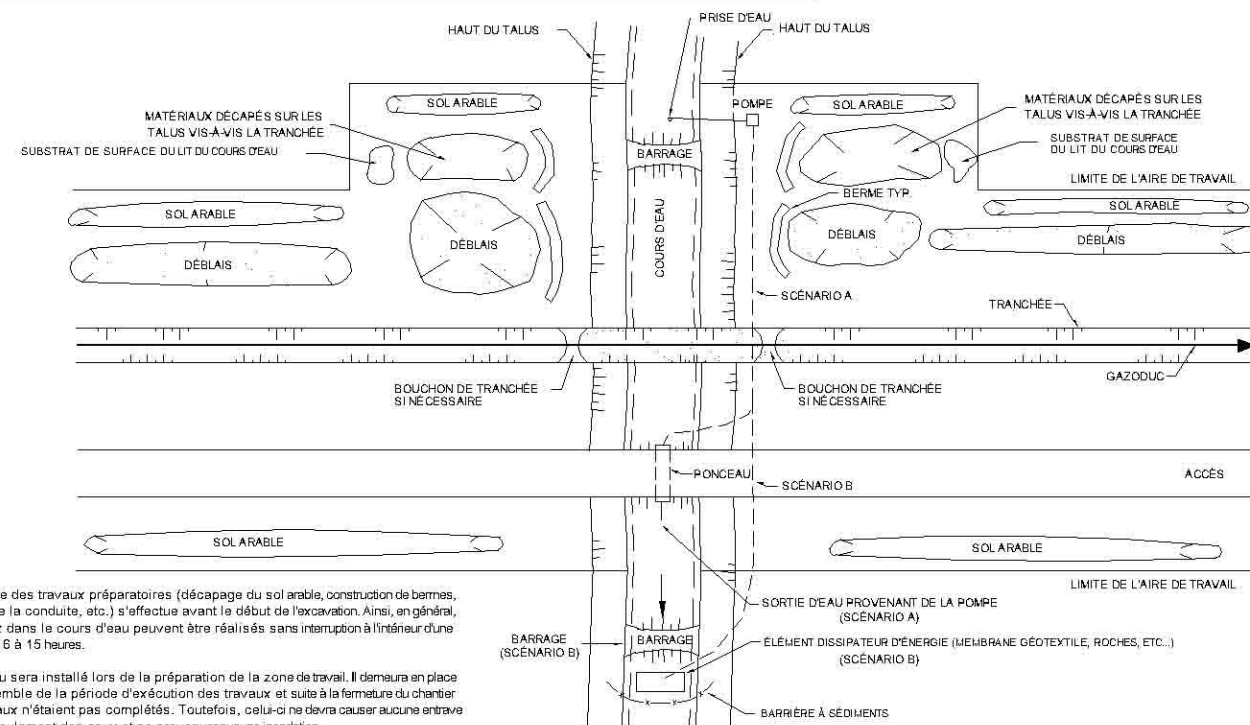 PRISE D'EAU
HAUT DU TALUS
HAUT DU TALUS
SOL ARABLE
POMPE
SOL ARABLE
MATÉRIAUX DÉCAPÉS SUR LES
TALUS VIS-À-VIS LA TRANCHÉE
MATÉRIAUX DÉCAPÉS SUR LES
TALUS VIS-À-VIS LA TRANCHÉE
SUBSTRAT DE SURFACE DU LIT DU COURS D'EAU
BARRAGE
SUBSTRAT DE SURFACE
DU LIT DU COURS D'EAU
LIMITE DE L'AIRE DE TRAVAIL
BERME TYP.
SOL ARABLE
SOL ARABLE
DÉBLAIS
DÉBLAIS
DÉBLAIS
DÉBLAIS
COURS D'EAU
SCÉNARIO A
TRANCHÉE
GAZODUC
BOUCHON DE TRANCHÉE
SI NÉCESSAIRE
BOUCHON DE TRANCHÉE
SI NÉCESSAIRE
PONCEAU
ACCÈS
SCÉNARIO B
SOL ARABLE
SOL ARABLE
LIMITE DE L'AIRE DE TRAVAIL
e des travaux préparatoires (décapage du sol arable, construction de bermes,
e la conduite, etc.) s'effectue avant le début de l'excavation. Ainsi, en général,
x dans le cours d'eau peuvent être réalisés sans interruption à l'intérieur d'une
6 à 15 heures.
SORTIE D'EAU PROVENANT DE LA POMPE
(SCÉNARIO A)
BARRAGE
(SCÉNARIO B)
BARRAGE
ÉLÉMENT DISSIPATEUR D'ÉNERGIE (MEMBRANE GÉOTEXTILE, ROCHES, ETC...)
(SCÉNARIO B)
u sera installé lors de la préparation de la zone de travail. Il demeura en place
emble de la période d'exécution des travaux et suite à la fermeture du chantier
aux n'étaient pas complétés. Toutefois, celui-ci ne devra causer aucune entrave
BARRIÈRE À SÉDIMENTS